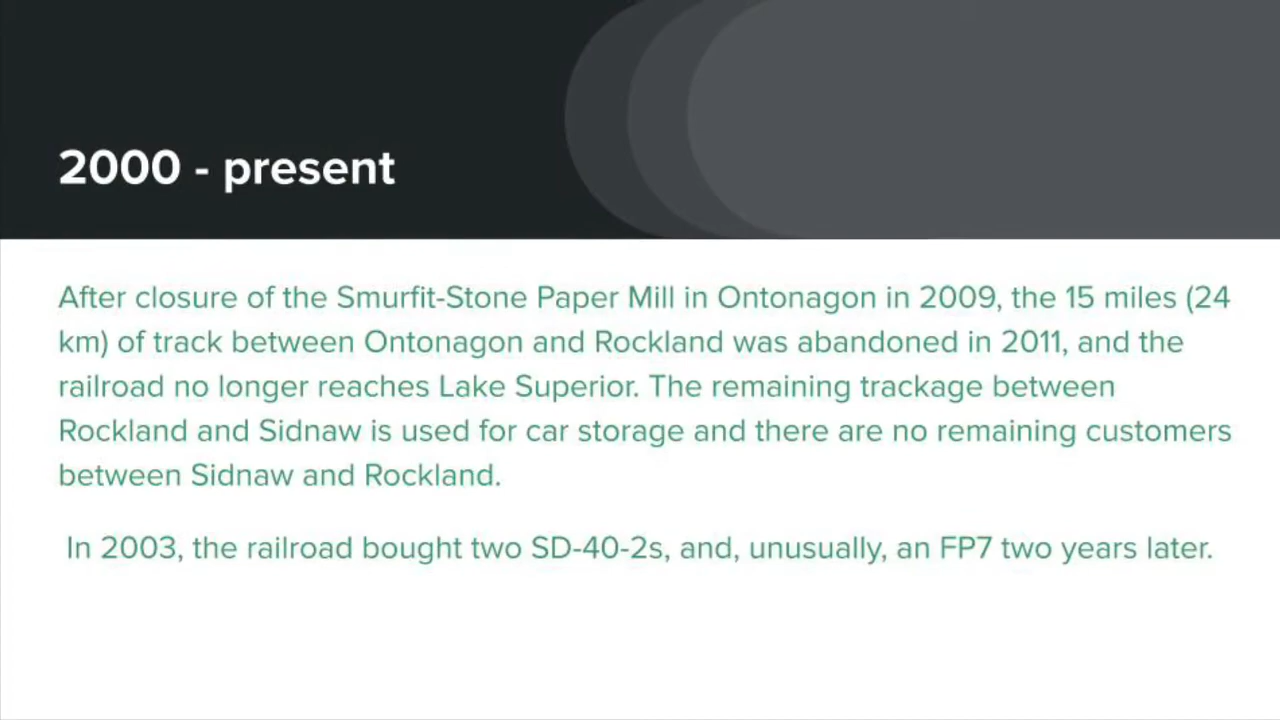 2000 - present
After closure of the Smurfit-Stone Paper Mill in Ontonagon in 2009, the 15 miles (24
km) of track between Ontonagon and Rockland was abandoned in 2011, and the
railroad no longer reaches Lake Superior. The remaining trackage between
Rockland and Sidnaw is used for car storage and there are no remaining customers
between Sidnaw and Rockland.
In 2003, the railroad bought two SD-40-2s, and, unusually, an FP7 two years later.